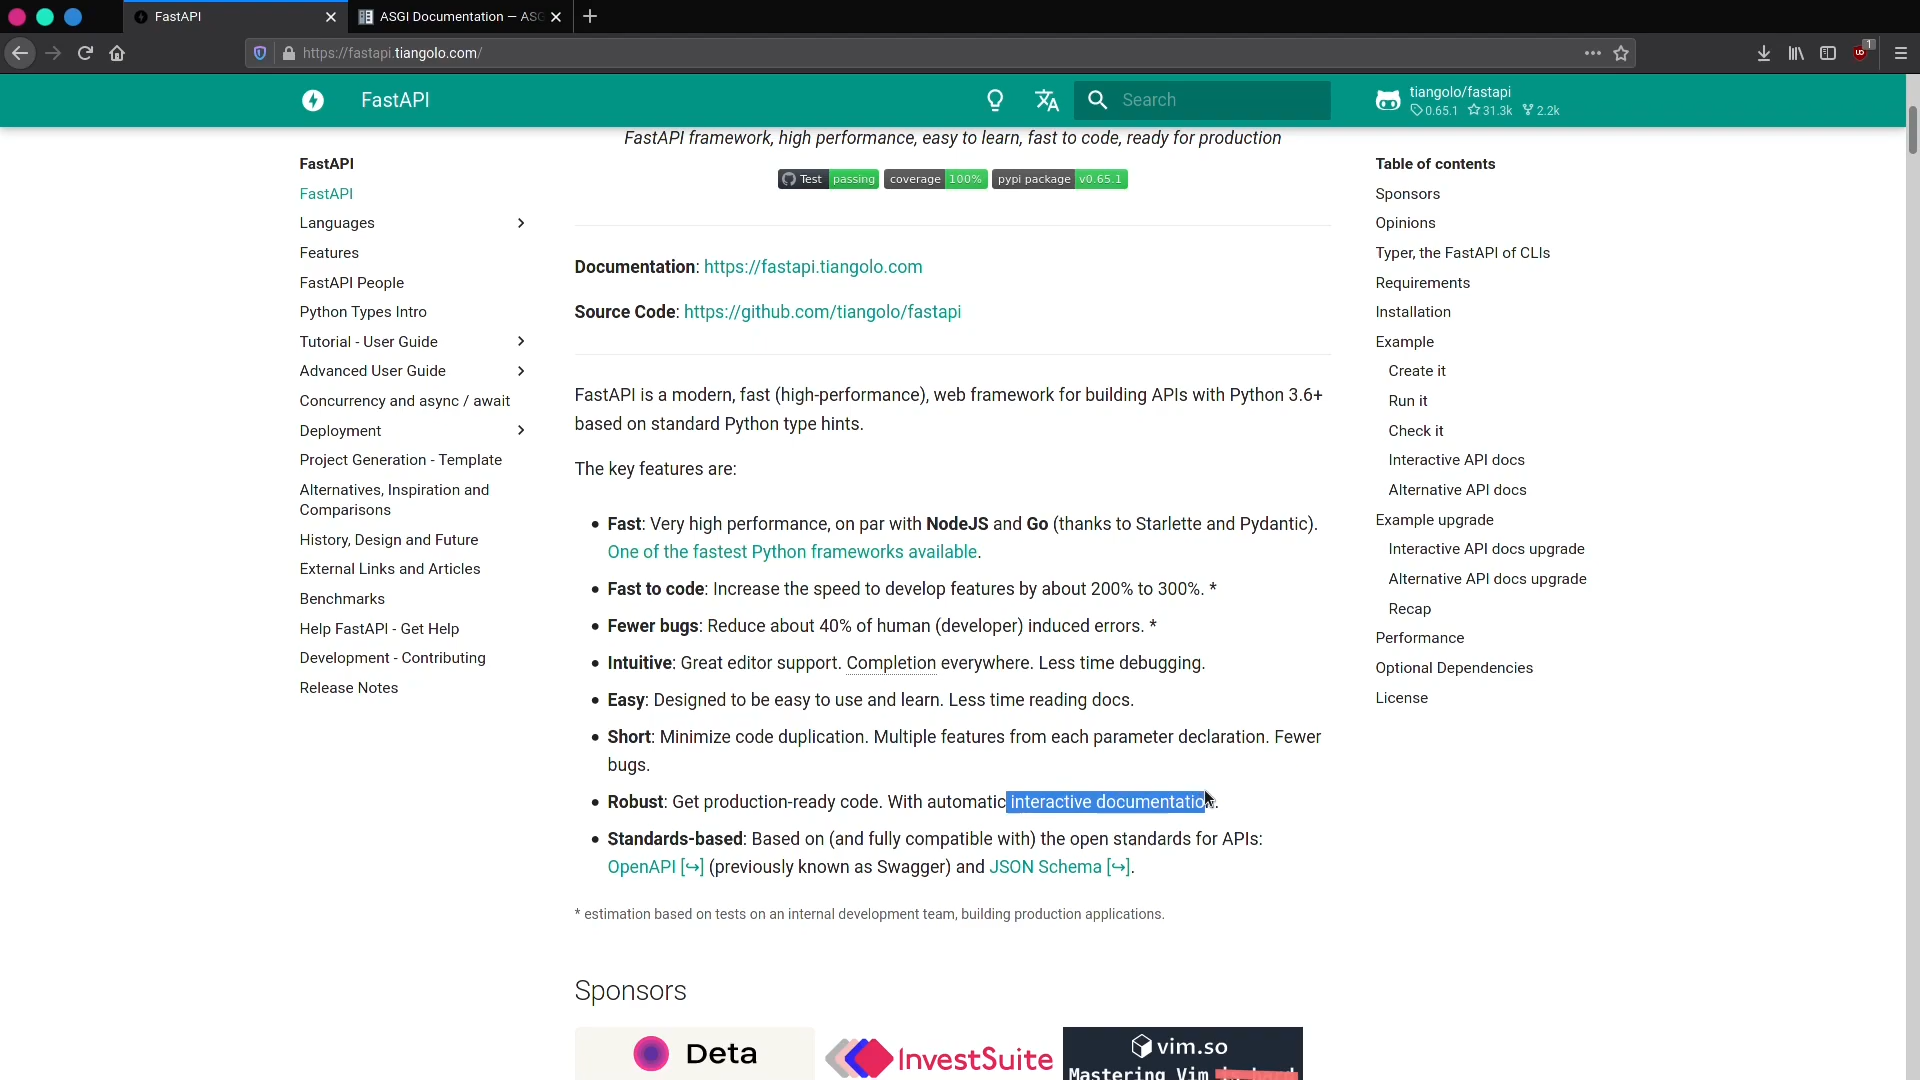 FastAPI
ASGI Documentation — ASG
https://fastapi.tiangolo.com/
1
FastAPI
Search
tiangolo/fastapi
0.65.1 31.3k 2.2k
FastAPI
FastAPI
Languages
Features
FastAPI People
Python Types Intro
Tutorial - User Guide
Advanced User Guide
Concurrency and async / await
Deployment
Project Generation - Template
Alternatives, Inspiration and
Comparisons
History, Design and Future
External Links and Articles
Benchmarks
Help FastAPI - Get Help
Development - Contributing
Release Notes
FastAPI framework, high performance, easy to learn, fast to code, ready for production
Test passing coverage 100% pypi package v0.65.1
Documentation: https://fastapi.tiangolo.com
Source Code: https://github.com/tiangolo/fastapi
FastAPI is a modern, fast (high-performance), web framework for building APIs with Python 3.6+
based on standard Python type hints.
The key features are:
• Fast: Very high performance, on par with NodeJS and Go (thanks to Starlette and Pydantic).
One of the fastest Python frameworks available.
• Fast to code: Increase the speed to develop features by about 200% to 300%. *
• Fewer bugs: Reduce about 40% of human (developer) induced errors. *
• Intuitive: Great editor support. Completion everywhere. Less time debugging.
• Easy: Designed to be easy to use and learn. Less time reading docs.
• Short: Minimize code duplication. Multiple features from each parameter declaration. Fewer
bugs.
• Robust: Get production-ready code. With automatic interactive documentation.
• Standards-based: Based on (and fully compatible with) the open standards for APIs:
OpenAPI [↪] (previously known as Swagger) and JSON Schema [↪].
* estimation based on tests on an internal development team, building production applications.
Sponsors
Deta
InvestSuite
vim.so
Mastering Vim
Table of contents
Sponsors
Opinions
Typer, the FastAPI of CLIs
Requirements
Installation
Example
Create it
Run it
Check it
Interactive API docs
Alternative API docs
Example upgrade
Interactive API docs upgrade
Alternative API docs upgrade
Recap
Performance
Optional Dependencies
License